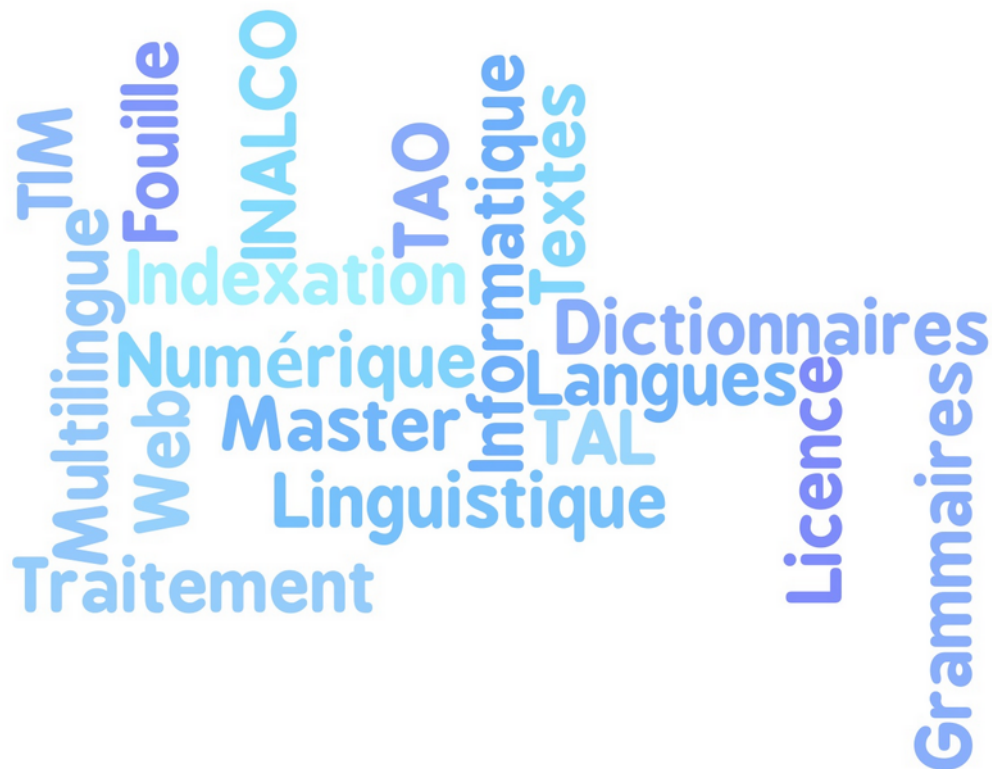 TIM
Fouille
INALCO
TAO
Informatique
Textes
Multilingue
Indexation
Dictionnaires
Numérique
Langues
Web
Master
TAL
Licence
Grammaires
Linguistique
Traitement